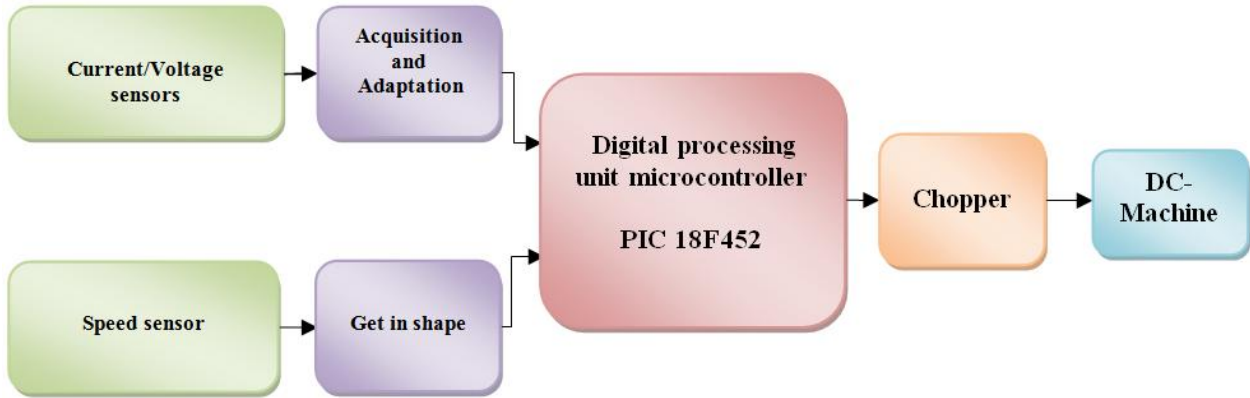 Current/Voltage
sensors
Acquisition
and
Adaptation
Digital processing
unit microcontroller
PIC 18F452
Chopper
DC-
Machine
Speed sensor
Get in shape